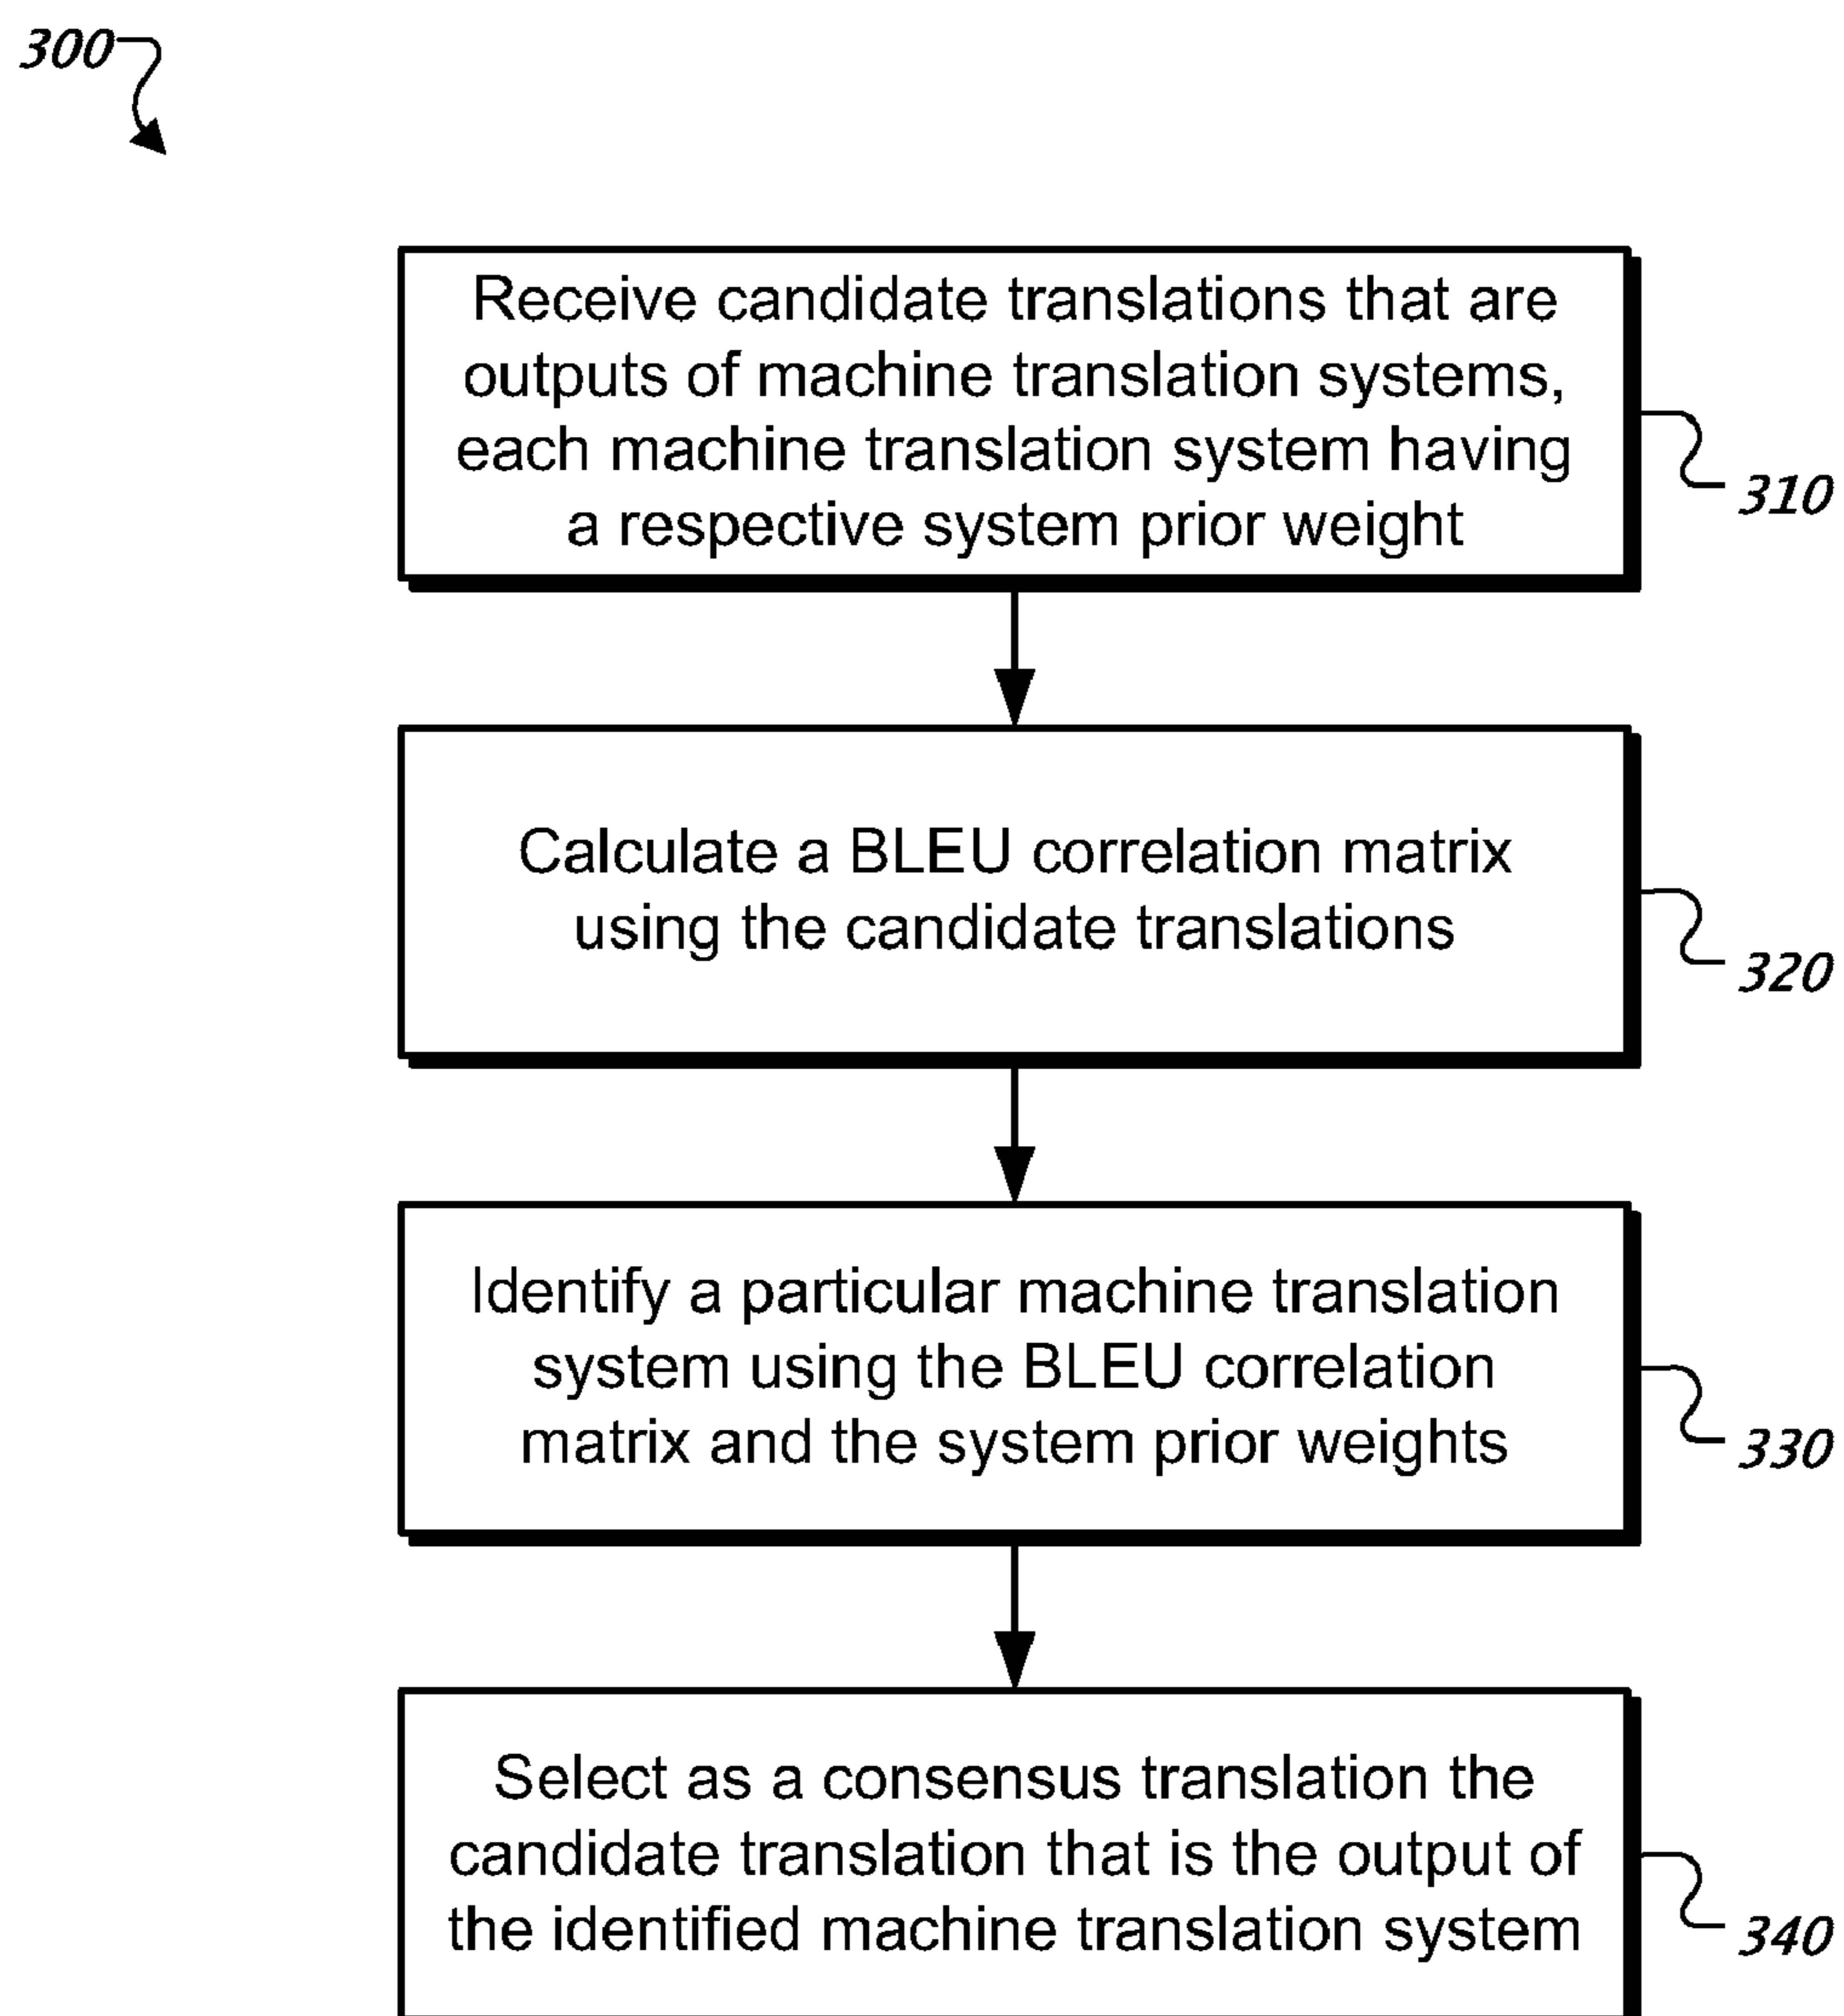 300
Receive candidate translations that are
outputs of machine translation systems,
each machine translation system having
a respective system prior weight
310
Calculate a BLEU correlation matrix
using the candidate translations
320
Identify a particular machine translation
system using the BLEU correlation
matrix and the system prior weights
330
Select as a consensus translation the
candidate translation that is the output of
the identified machine translation system
340